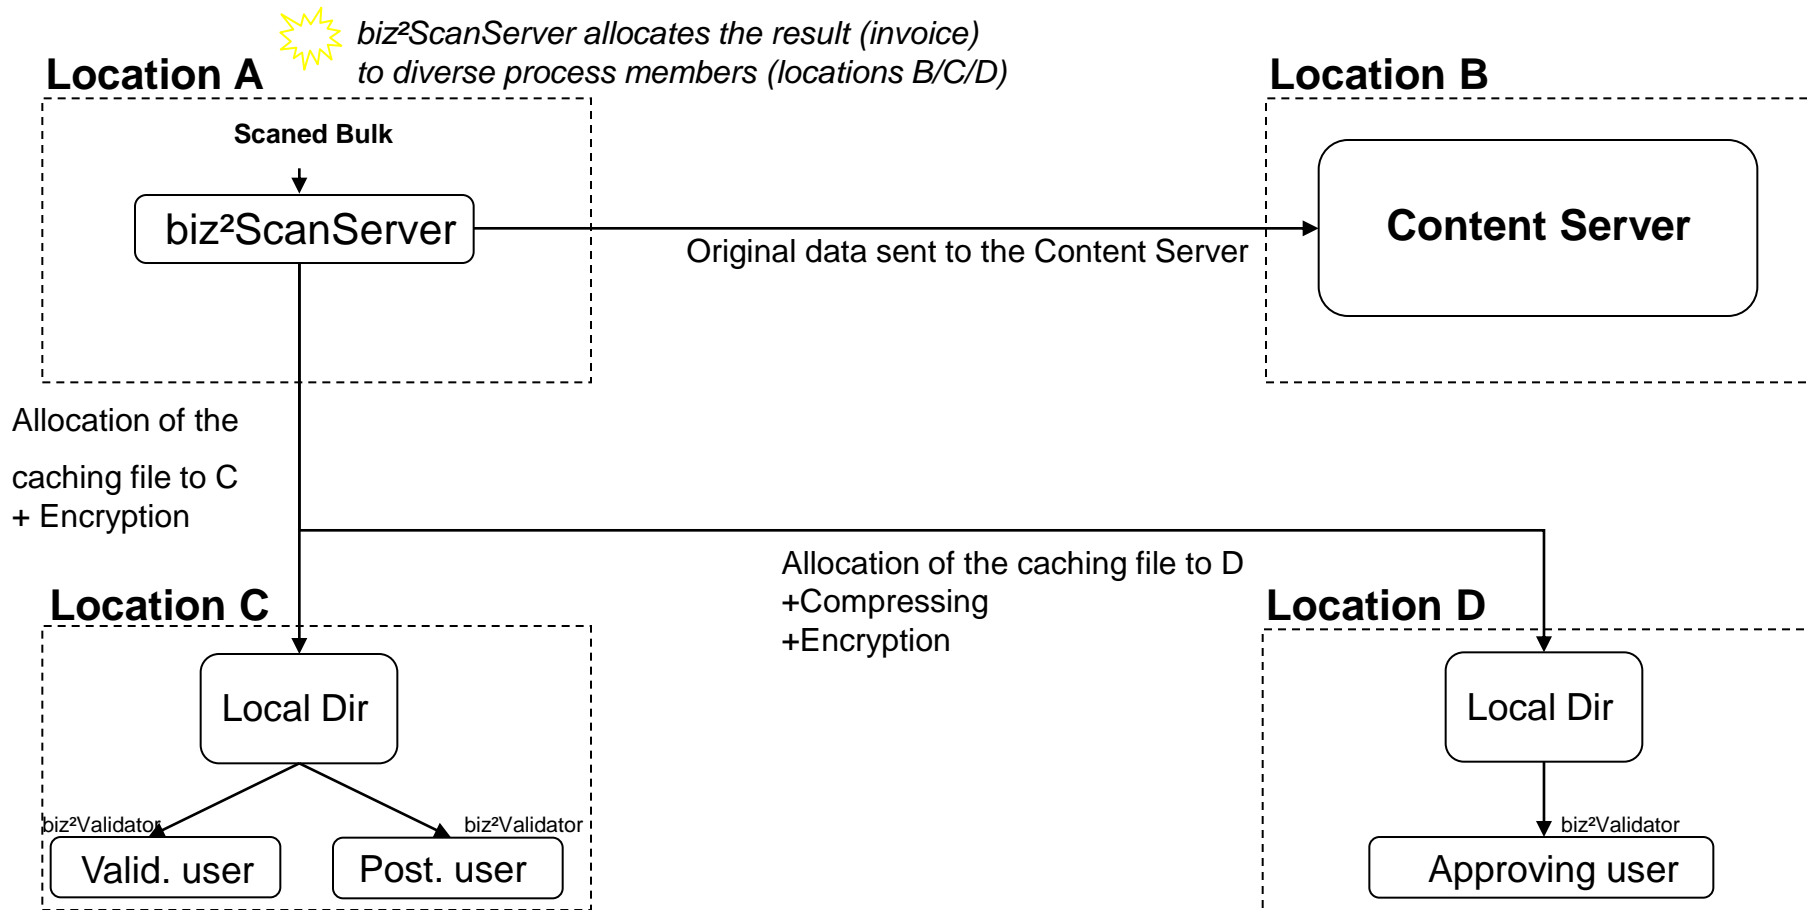 biz²ScanServer allocates the result (invoice)
to diverse process members (locations B/C/D)
Location A
Location B
Scaned Bulk
biz²ScanServer
Content Server
Original data sent to the Content Server
Allocation of the
caching file to C
+ Encryption
Allocation of the caching file to D
+Compressing
+Encryption
Location C
Location D
Local Dir
Local Dir
biz²Validator
biz²Validator
biz²Validator
Valid. user
Post. user
Approving user